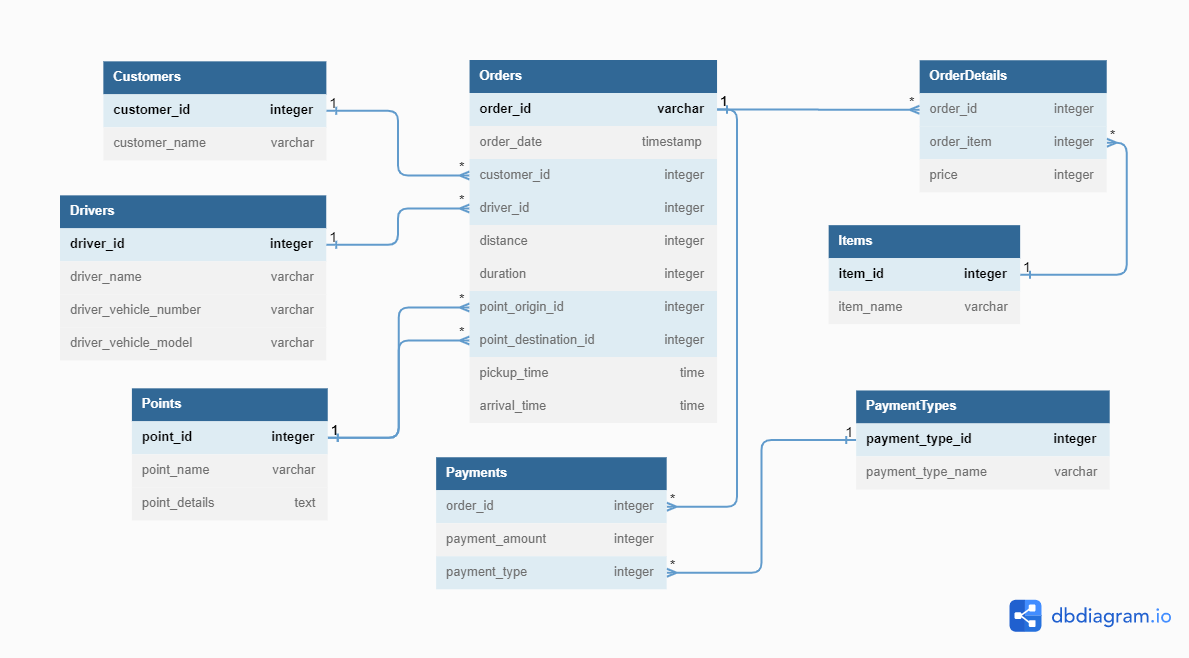 Customers
customer_id integer
customer_name varchar
1
*
Drivers
driver_id integer
driver_name varchar
driver_vehicle_number varchar
driver_vehicle_model varchar
1
*
Points
point_id integer
point_name varchar
point_details text
1
*
*
Orders
order_id varchar
order_date timestamp
customer_id integer
driver_id integer
distance integer
duration integer
point_origin_id integer
point_destination_id integer
pickup_time time
arrival_time time
1
*
Payments
order_id integer
payment_amount integer
payment_type integer
*
*
OrderDetails
order_id integer
order_item integer
price integer
*
Items
item_id integer
item_name varchar
1
PaymentTypes
payment_type_id integer
payment_type_name varchar
1
dbdiagram.io